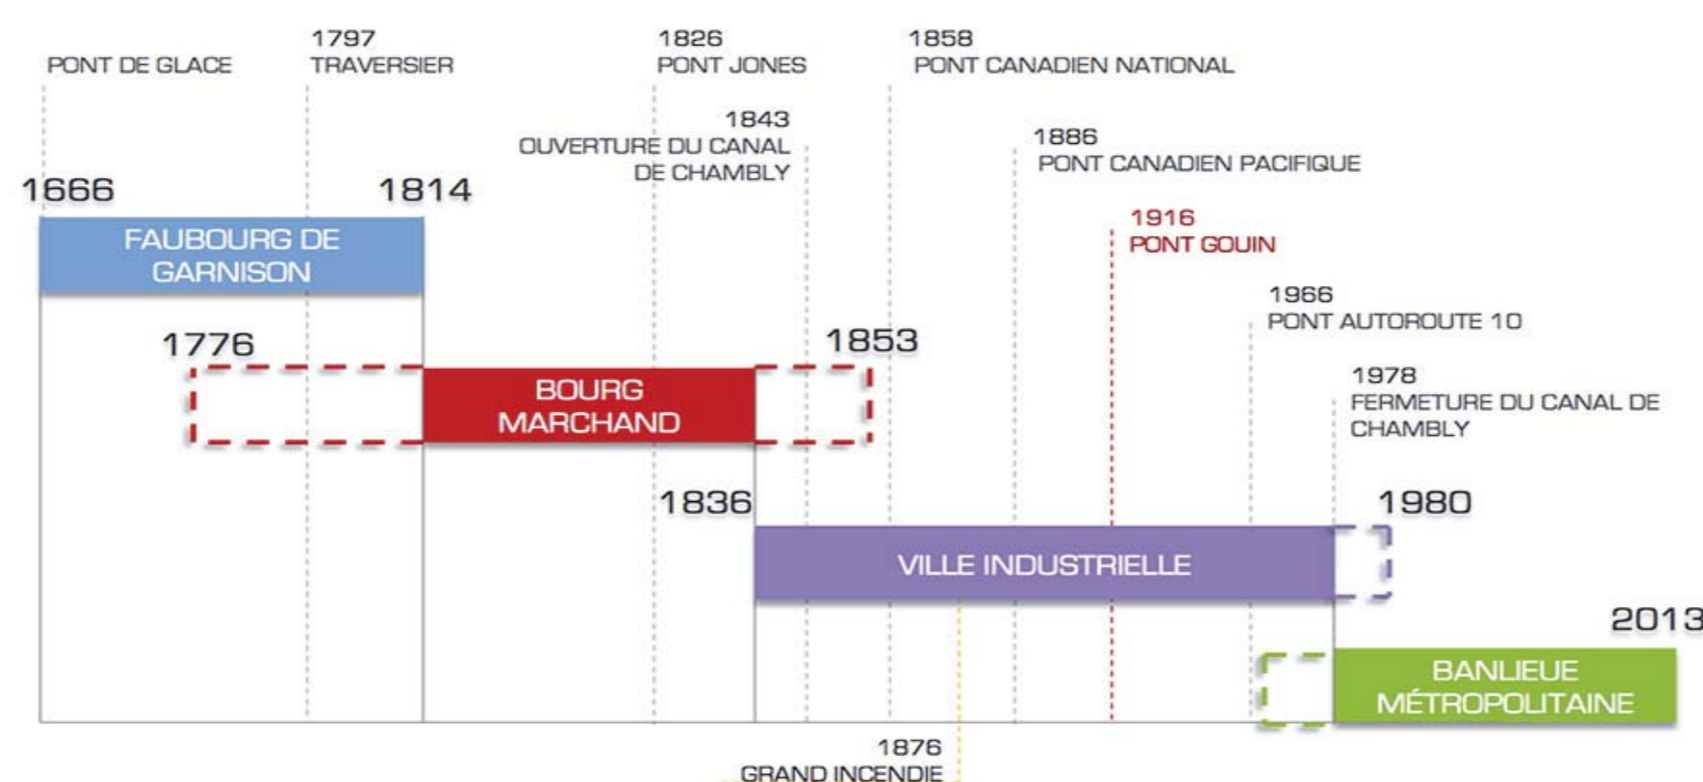 PONT DE GLACE
1797
TRAVERSIER
1826
PONT JONES
1858
PONT CANADIEN NATIONAL
1843
OUVERTURE DU CANAL
DE CHAMBLY
1886
PONT CANADIEN PACIFIQUE
1666
1814
1916
PONT GOUIN
FAUBOURG DE
GARNISON
1966
PONT AUTOROUTE 10
1776
1853
BOURG
MARCHAND
1978
FERMETURE DU CANAL DE
CHAMBLY
1836
1980
VILLE INDUSTRIELLE
2013
BANLIEUE
MÉTROPOLITAINE
1876
GRAND INCENDIE